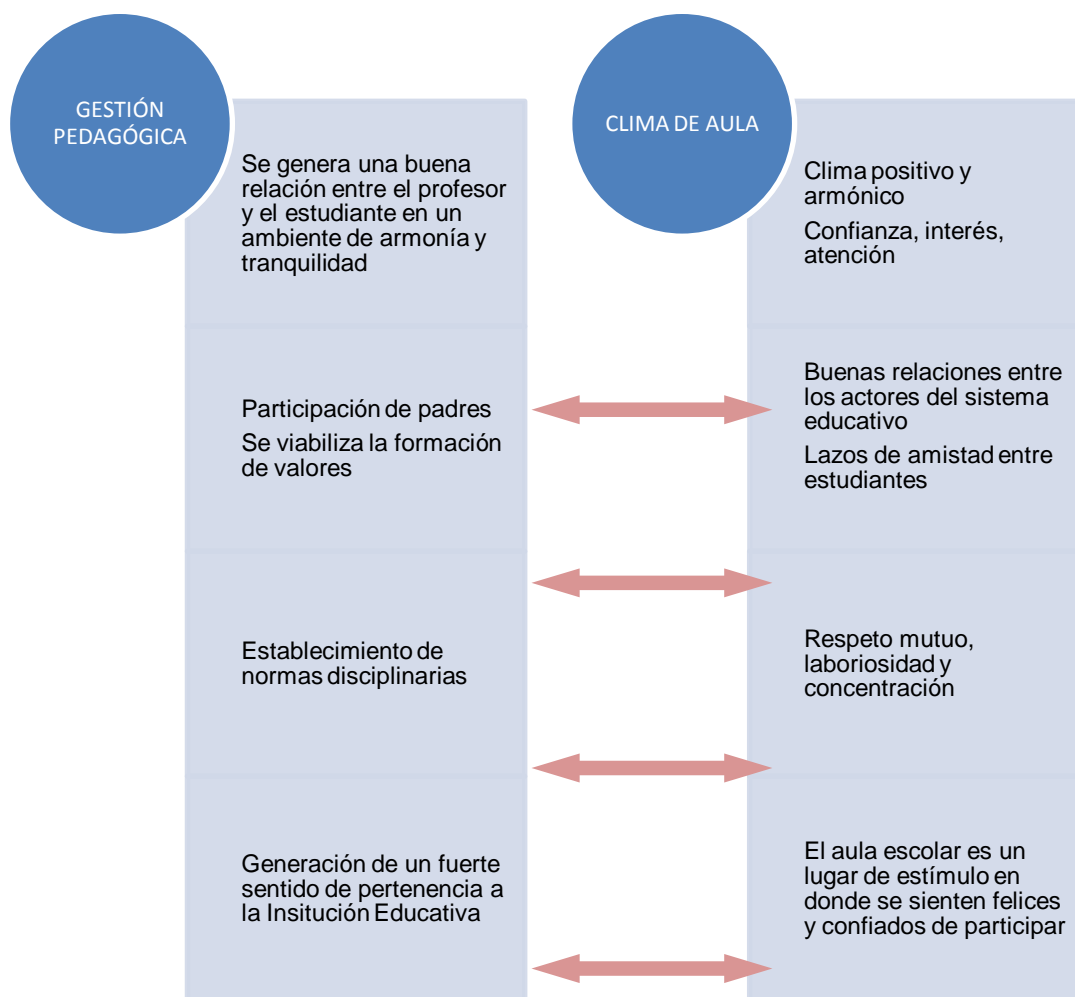 GESTIÓN
PEDAGÓGICA
Se genera una buena
relación entre el profesor
y el estudiante en un
ambiente de armonía y
tranquilidad
Participación de padres
Se viabiliza la formación
de valores
Establecimiento de
normas disciplinarias
Generación de un fuerte
sentido de pertenencia a
la Insitución Educativa
CLIMA DE AULA
Clima positivo y
armónico
Confianza, interés,
atención
Buenas relaciones entre
los actores del sistema
educativo
Lazos de amistad entre
estudiantes
Respeto mutuo,
laboriosidad y
concentración
El aula escolar es un
lugar de estímulo en
donde se sienten felices
y confiados de participar